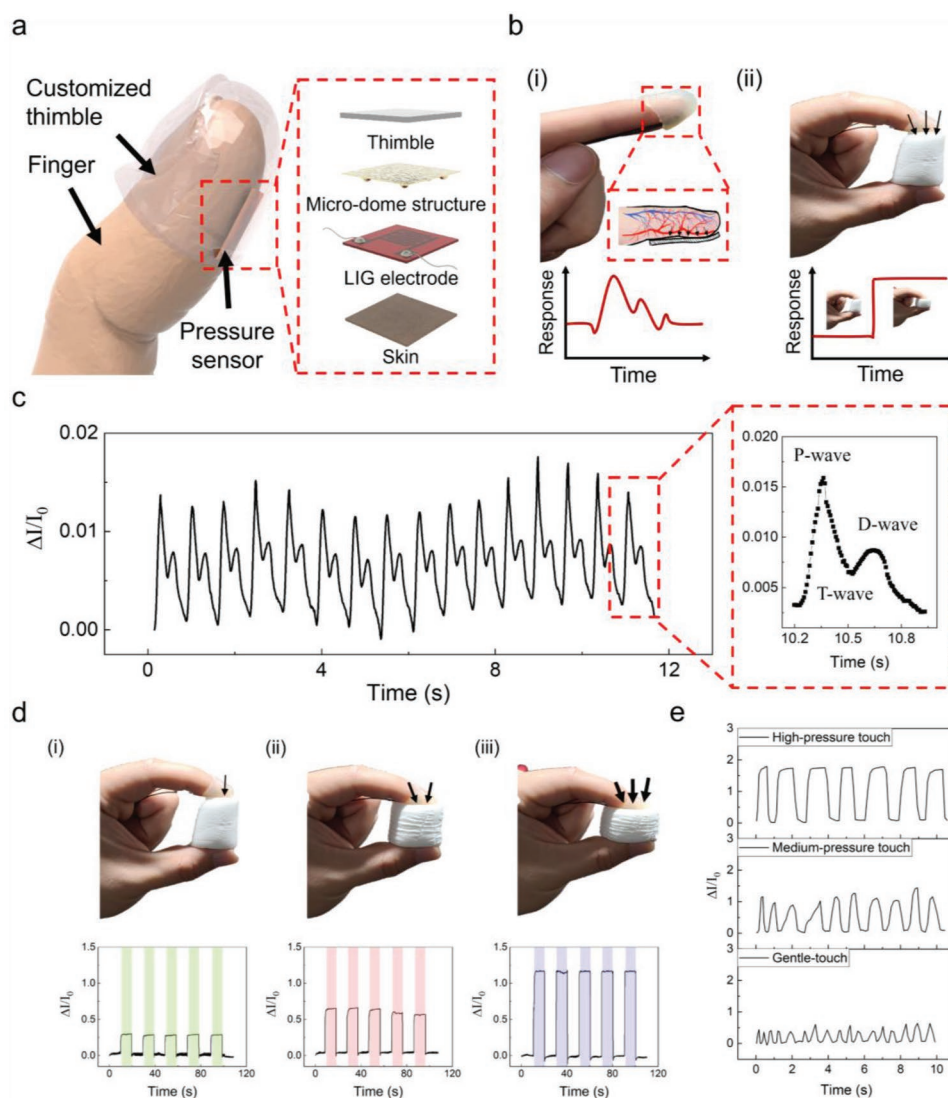 a
Customized
thimble
Finger
Pressure
sensor
Thimble
Micro-dome structure
LIG electrode
Skin
b
(i)
Response
Time
(ii)
Response
Time
c
0.02
0.01
0.00
ΔI/I0
0 4 8 12
Time (s)
0.020
0.015
0.010
0.005
P-wave
D-wave
T-wave
10.2 10.5 10.8
Time (s)
d
(i)
(ii)
(iii)
1.5
1.0
0.5
0.0
ΔI/I0
0 40 80 120
Time (s)
1.5
1.0
0.5
0.0
ΔI/I0
0 40 80 120
Time (s)
1.5
1.0
0.5
0.0
ΔI/I0
0 40 80 120
Time (s)
e
3
High-pressure touch
2
1
0
3
Medium-pressure touch
2
1
0
3
Gentle-touch
2
1
0
ΔI/I0
0 2 4 6 8 10
Time (s)